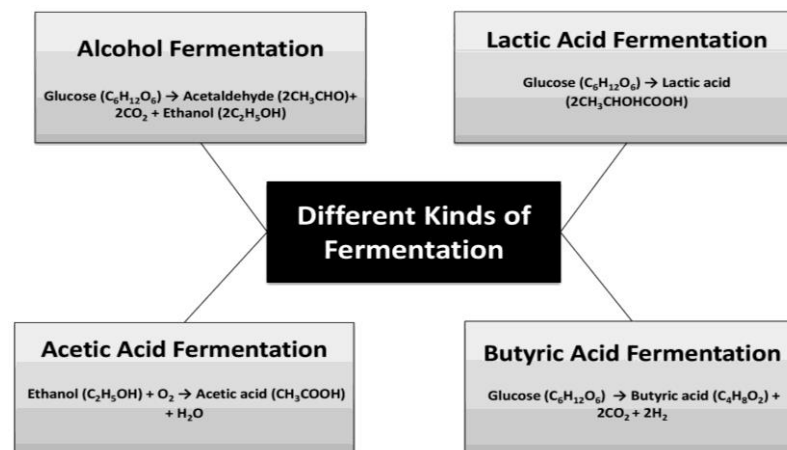 Alcohol Fermentation
Glucose (C₆H₁₂O₆) → Acetaldehyde (2CH₃CHO)+
2CO₂ + Ethanol (2C₂H₅OH)
Lactic Acid Fermentation
Glucose (C₆H₁₂O₆) → Lactic acid
(2CH₃CHOHCOOH)
Different Kinds of
Fermentation
Acetic Acid Fermentation
Ethanol (C₂H₅OH) + O₂ → Acetic acid (CH₃COOH)
+ H₂O
Butyric Acid Fermentation
Glucose (C₆H₁₂O₆) → Butyric acid (C₄H₈O₂) +
2CO₂ + 2H₂